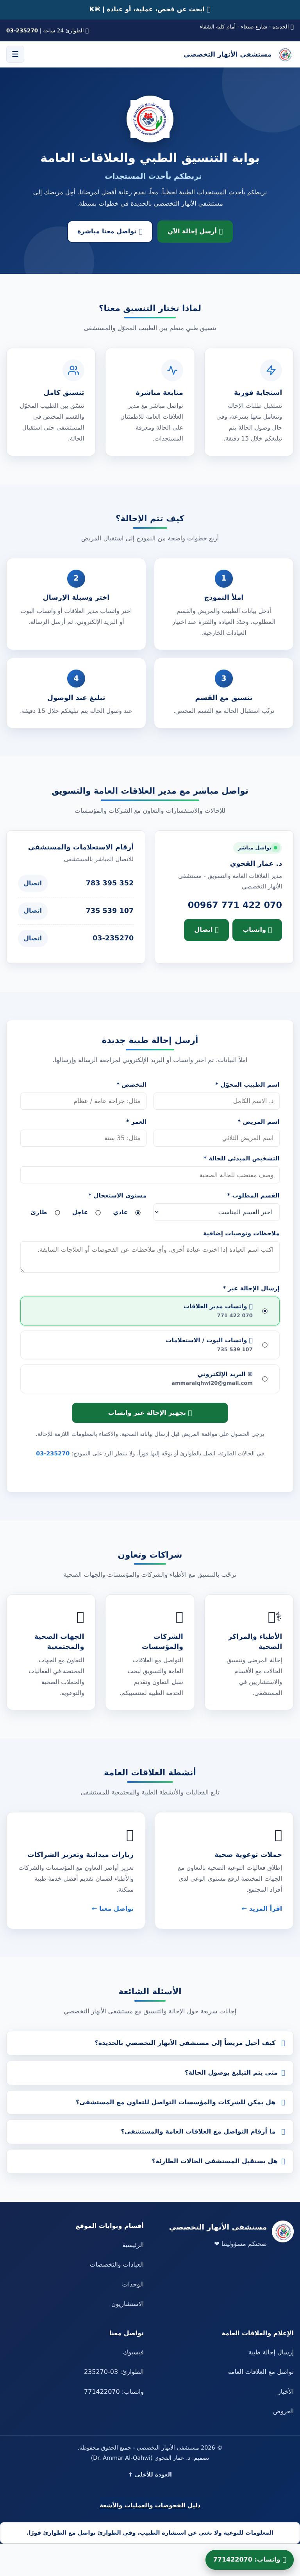 ابحث عن فحص، عملية، أو عيادة | ⌘K
الحديدة - شارع صنعاء - أمام كلية الشفاء
الطوارئ 24 ساعة | 03-235270
مستشفى الأنهار التخصصي
☰
بوابة التنسيق الطبي والعلاقات العامة
نربطكم بأحدث المستجدات
نربطكم بأحدث المستجدات الطبية لحظياً. معاً، نقدم رعاية أفضل لمرضانا. أحِل مريضك إلى
مستشفى الأنهار التخصصي بالحديدة في خطوات بسيطة.
أرسل إحالة الآن
تواصل معنا مباشرة
لماذا تختار التنسيق معنا؟
تنسيق طبي منظم بين الطبيب المحوّل والمستشفى
استجابة فورية
نستقبل طلبات الإحالة
ونتعامل معها بسرعة، وفي
حال وصول الحالة يتم
تبليغكم خلال 15 دقيقة.
متابعة مباشرة
تواصل مباشر مع مدير
العلاقات العامة للاطمئنان
على الحالة ومعرفة
المستجدات.
تنسيق كامل
ننسّق بين الطبيب المحوّل
والقسم المختص في
المستشفى حتى استقبال
الحالة.
كيف تتم الإحالة؟
أربع خطوات واضحة من النموذج إلى استقبال المريض
1
املأ النموذج
أدخل بيانات الطبيب والمريض والقسم
المطلوب، وحدّد العيادة والفترة عند اختيار
العيادات الخارجية.
2
اختر وسيلة الإرسال
اختر واتساب مدير العلاقات أو واتساب البوت
أو البريد الإلكتروني، ثم أرسل الرسالة.
3
تنسيق مع القسم
نرتّب استقبال الحالة مع القسم المختص.
4
تبليغ عند الوصول
عند وصول الحالة يتم تبليغكم خلال 15 دقيقة.
تواصل مباشر مع مدير العلاقات العامة والتسويق
للإحالات والاستفسارات والتعاون مع الشركات والمؤسسات
تواصل مباشر
د. عمار القحوي
مدير العلاقات العامة والتسويق - مستشفى
الأنهار التخصصي
00967 771 422 070
واتساب
اتصال
أرقام الاستعلامات والمستشفى
للاتصال المباشر بالمستشفى
783 395 352
اتصال
735 539 107
اتصال
03-235270
اتصال
أرسل إحالة طبية جديدة
املأ البيانات، ثم اختر واتساب أو البريد الإلكتروني لمراجعة الرسالة وإرسالها.
اسم الطبيب المحوّل *
التخصص *
د. الاسم الكامل
مثال: جراحة عامة / عظام
اسم المريض *
العمر *
اسم المريض الثلاثي
مثال: 35 سنة
التشخيص المبدئي للحالة *
وصف مقتضب للحالة الصحية
القسم المطلوب *
مستوى الاستعجال *
اختر القسم المناسب
عادي
عاجل
طارئ
ملاحظات وتوصيات إضافية
اكتب اسم العيادة إذا اخترت عيادة أخرى، وأي ملاحظات عن الفحوصات أو العلاجات السابقة.
إرسال الإحالة عبر *
واتساب مدير العلاقات
771 422 070
واتساب البوت / الاستعلامات
735 539 107
✉ البريد الإلكتروني
ammaralqhwi20@gmail.com
تجهيز الإحالة عبر واتساب
يرجى الحصول على موافقة المريض قبل إرسال بياناته الصحية، والاكتفاء بالمعلومات اللازمة للإحالة.
في الحالات الطارئة، اتصل بالطوارئ أو توجّه إليها فوراً، ولا تنتظر الرد على النموذج: 03-235270
شراكات وتعاون
نرحّب بالتنسيق مع الأطباء والشركات والمؤسسات والجهات الصحية
الأطباء والمراكز
الصحية
إحالة المرضى وتنسيق
الحالات مع الأقسام
والاستشاريين في
المستشفى.
الشركات
والمؤسسات
التواصل مع العلاقات
العامة والتسويق لبحث
سبل التعاون وتقديم
الخدمة الطبية لمنتسبيكم.
الجهات الصحية
والمجتمعية
التعاون مع الجهات
المختصة في الفعاليات
والحملات الصحية
والتوعوية.
أنشطة العلاقات العامة
تابع الفعاليات والأنشطة الطبية والمجتمعية للمستشفى
حملات توعوية صحية
إطلاق فعاليات التوعية الصحية بالتعاون مع
الجهات المختصة لرفع مستوى الوعي لدى
أفراد المجتمع.
اقرأ المزيد ←
زيارات ميدانية وتعزيز الشراكات
تعزيز أواصر التعاون مع المؤسسات والشركات
والأطباء لضمان تقديم أفضل خدمة طبية
ممكنة.
تواصل معنا ←
الأسئلة الشائعة
إجابات سريعة حول الإحالة والتنسيق مع مستشفى الأنهار التخصصي
كيف أحيل مريضاً إلى مستشفى الأنهار التخصصي بالحديدة؟
متى يتم التبليغ بوصول الحالة؟
هل يمكن للشركات والمؤسسات التواصل للتعاون مع المستشفى؟
ما أرقام التواصل مع العلاقات العامة والمستشفى؟
هل يستقبل المستشفى الحالات الطارئة؟
مستشفى الأنهار التخصصي
صحتكم مسؤوليتنا ❤
أقسام وبوابات الموقع
الرئيسية
العيادات والتخصصات
الوحدات
الاستشاريون
الإعلام والعلاقات العامة
إرسال إحالة طبية
تواصل مع العلاقات العامة
الأخبار
العروض
تواصل معنا
فيسبوك
الطوارئ: 03-235270
واتساب: 771422070
© 2026 مستشفى الأنهار التخصصي - جميع الحقوق محفوظة.
تصميم: د. عمار القحوي (Dr. Ammar Al-Qahwi)
العودة للأعلى ↑
دليل الفحوصات والعمليات والأشعة
المعلومات للتوعية ولا تغني عن استشارة الطبيب، وفي الطوارئ تواصل مع الطوارئ فورًا.
واتساب: 771422070